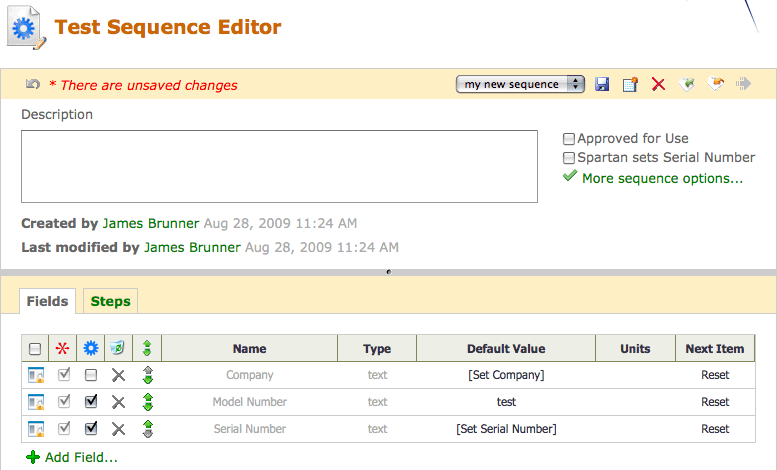 Test Sequence Editor
* There are unsaved changes
my new sequence
Description
Approved for Use
Spartan sets Serial Number
More sequence options...
Created by James Brunner Aug 28, 2009 11:24 AM
Last modified by James Brunner Aug 28, 2009 11:24 AM
Fields Steps
Name Type Default Value Units Next Item
Company text [Set Company] Reset
Model Number text test Reset
Serial Number text [Set Serial Number] Reset
Add Field...